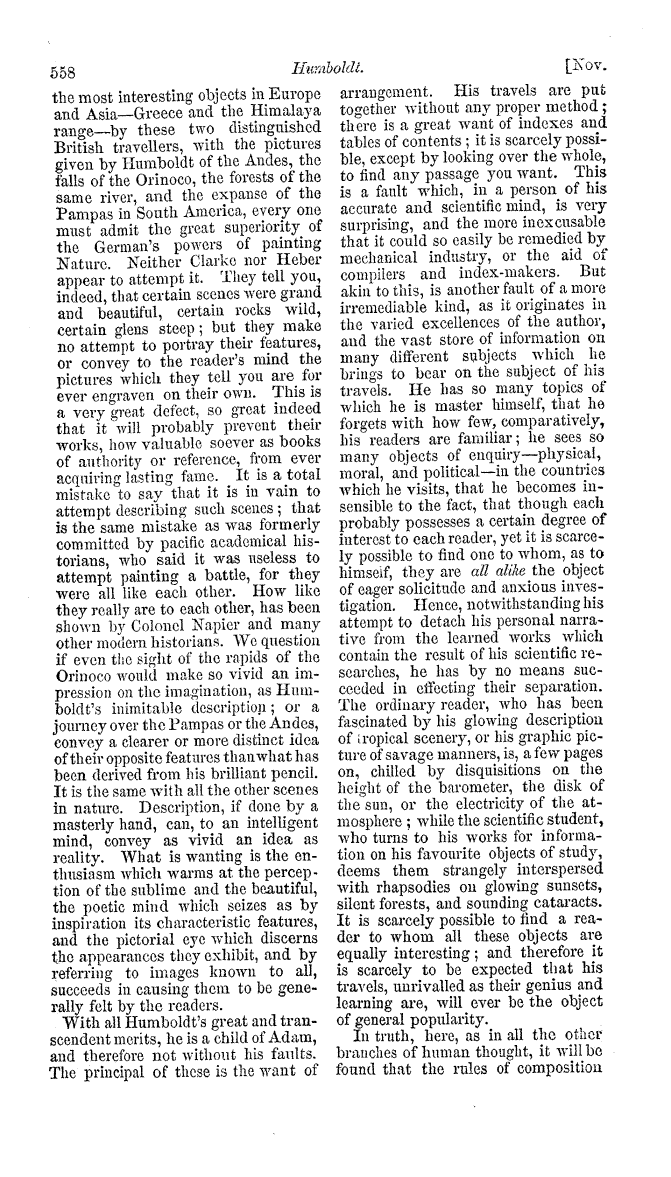 558 Humboldt. [Nov.
the most interesting objects in Europe
and Asia—Greece and the Himalaya
range—by these two distinguished
British travellers, with the pictures
given by Humboldt of the Andes, the
falls of the Orinoco, the forests of the
same river, and the expanse of the
Pampas in South America, every one
must admit the great superiority of
the German's powers of painting
Nature. Neither Clarke nor Heber
appear to attempt it. They tell you,
indeed, that certain scenes were grand
and beautiful, certain rocks wild,
certain glens steep; but they make
no attempt to portray their features,
or convey to the reader's mind the
pictures which they tell you are for
ever engraven on their own. This is
a very great defect, so great indeed
that it will probably prevent their
works, how valuable soever as books
of authority or reference, from ever
acquiring lasting fame. It is a total
mistake to say that it is in vain to
attempt describing such scenes; that
is the same mistake as was formerly
committed by pacific academical his-
torians, who said it was useless to
attempt painting a battle, for they
were all like each other. How like
they really are to each other, has been
shown by Colonel Napier and many
other modern historians. We question
if even the sight of the rapids of the
Orinoco would make so vivid an im-
pression on the imagination, as Hum-
boldt's inimitable description; or a
journey over the Pampas or the Andes,
convey a clearer or more distinct idea
of their opposite features than what has
been derived from his brilliant pencil.
It is the same with all the other scenes
in nature. Description, if done by a
masterly hand, can, to an intelligent
mind, convey as vivid an idea as
reality. What is wanting is the en-
thusiasm which warms at the percep-
tion of the sublime and the beautiful,
the poetic mind which seizes as by
inspiration its characteristic features,
and the pictorial eye which discerns
the appearances they exhibit, and by
referring to images known to all,
succeeds in causing them to be gene-
rally felt by the readers.
With all Humboldt's great and tran-
scendent merits, he is a child of Adam,
and therefore not without his faults.
The principal of these is the want of
arrangement. His travels are put
together without any proper method;
there is a great want of indexes and
tables of contents; it is scarcely possi-
ble, except by looking over the whole,
to find any passage you want. This
is a fault which, in a person of his
accurate and scientific mind, is very
surprising, and the more inexcusable
that it could so easily be remedied by
mechanical industry, or the aid of
compilers and index-makers. But
akin to this, is another fault of a more
irremediable kind, as it originates in
the varied excellences of the author,
and the vast store of information on
many different subjects which he
brings to bear on the subject of his
travels. He has so many topics of
which he is master himself, that he
forgets with how few, comparatively,
his readers are familiar; he sees so
many objects of enquiry—physical,
moral, and political—in the countries
which he visits, that he becomes in-
sensible to the fact, that though each
probably possesses a certain degree of
interest to each reader, yet it is scarce-
ly possible to find one to whom, as to
himself, they are all alike the object
of eager solicitude and anxious inves-
tigation. Hence, notwithstanding his
attempt to detach his personal narra-
tive from the learned works which
contain the result of his scientific re-
searches, he has by no means suc-
ceeded in effecting their separation.
The ordinary reader, who has been
fascinated by his glowing description
of tropical scenery, or his graphic pic-
ture of savage manners, is, a few pages
on, chilled by disquisitions on the
height of the barometer, the disk of
the sun, or the electricity of the at-
mosphere; while the scientific student,
who turns to his works for informa-
tion on his favourite objects of study,
deems them strangely interspersed
with rhapsodies on glowing sunsets,
silent forests, and sounding cataracts.
It is scarcely possible to find a rea-
der to whom all these objects are
equally interesting; and therefore it
is scarcely to be expected that his
travels, unrivalled as their genius and
learning are, will ever be the object
of general popularity.
In truth, here, as in all the other
branches of human thought, it will be
found that the rules of composition